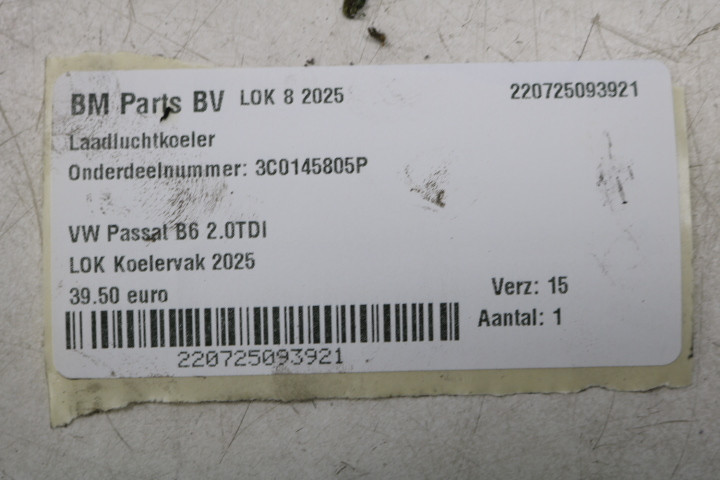 BM Parts BV LOK 8 2025 220725093921
Laadluchtkoeler
Onderdeelnummer: 3C0145805P
VW Passat B6 2.0TDI
LOK Koelervak 2025
39.50 euro
Verz: 15
Aantal: 1
220725093921